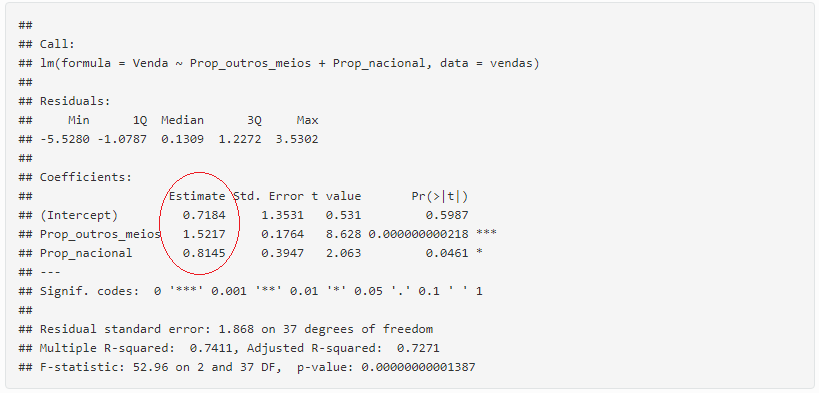 ##
## Call:
## lm(formula = Venda ~ Prop_outros_meios + Prop_nacional, data = vendas)
##
## Residuals:
##     Min      1Q  Median      3Q     Max
## -5.5280 -1.0787  0.1309  1.2272  3.5302
##
## Coefficients:
##                   Estimate Std. Error t value       Pr(>|t|)
## (Intercept)         0.7184     1.3531   0.531         0.5987
## Prop_outros_meios   1.5217     0.1764   8.628 0.000000000218 ***
## Prop_nacional       0.8145     0.3947   2.063         0.0461 *
## ---
## Signif. codes:  0 '***' 0.001 '**' 0.01 '*' 0.05 '.' 0.1 ' ' 1
##
## Residual standard error: 1.868 on 37 degrees of freedom
## Multiple R-squared:  0.7411, Adjusted R-squared:  0.7271
## F-statistic: 52.96 on 2 and 37 DF,  p-value: 0.00000000001387